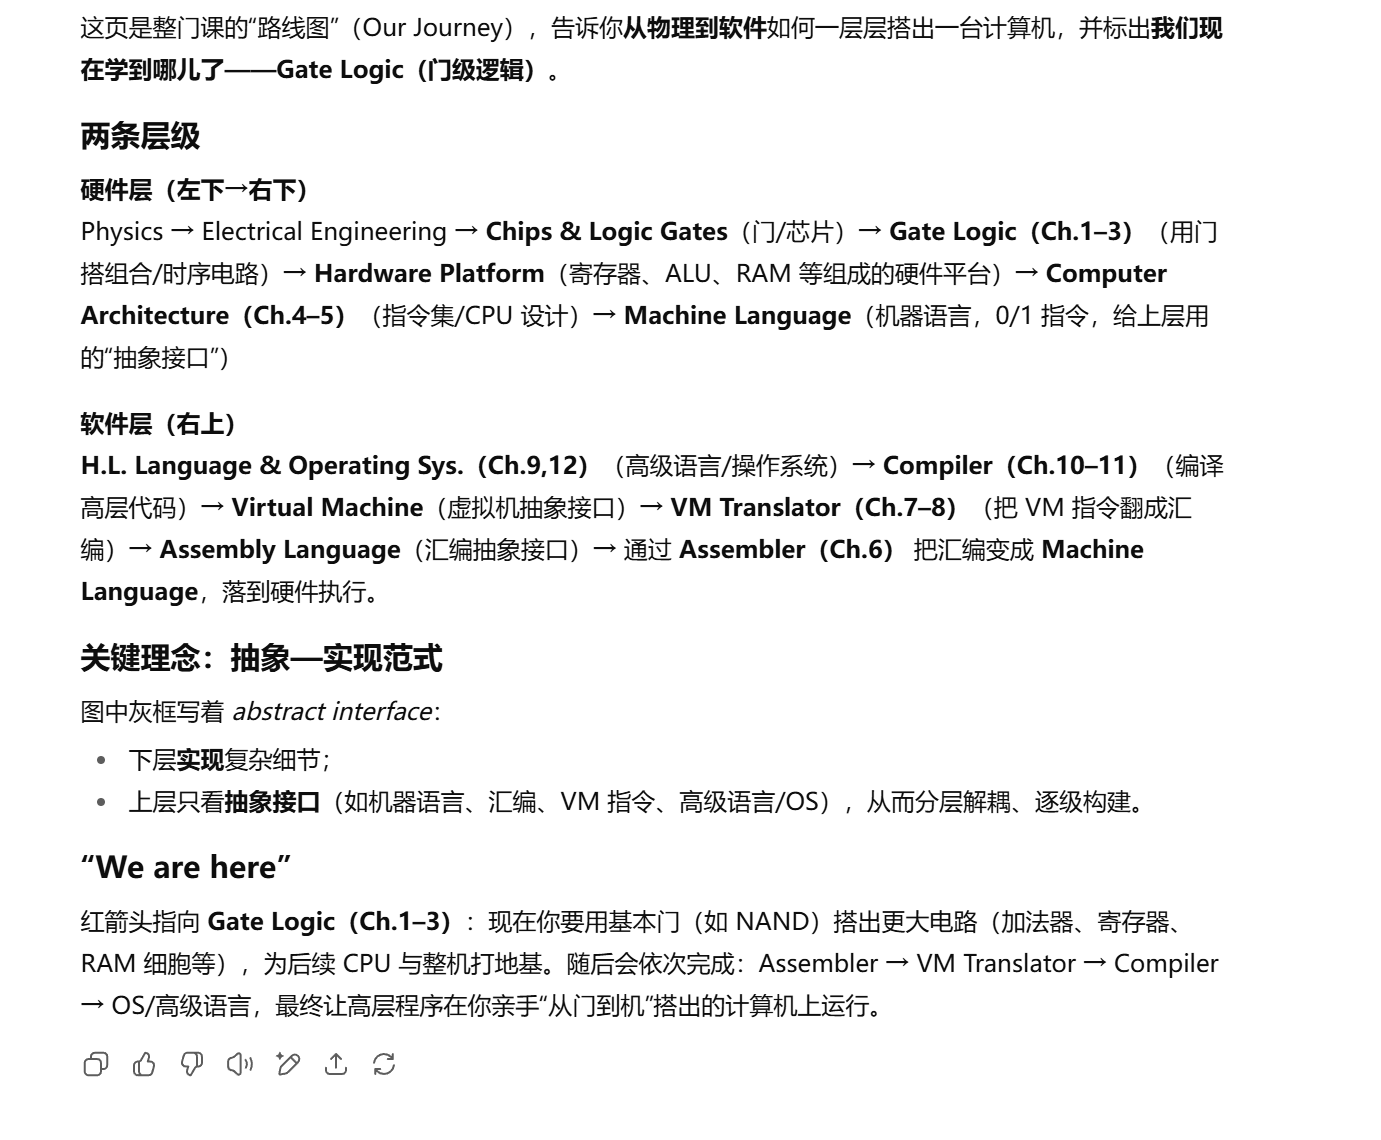 这页是整门课的“路线图”（Our Journey），告诉你从物理到软件如何一层层搭出一台计算机，并标出我们现
在学到哪儿了——Gate Logic（门级逻辑）。
两条层级
硬件层（左下→右下）
Physics → Electrical Engineering → Chips & Logic Gates（门/芯片）→ Gate Logic（Ch.1–3）（用门
搭组合/时序电路）→ Hardware Platform（寄存器、ALU、RAM 等组成的硬件平台）→ Computer
Architecture（Ch.4–5）（指令集/CPU 设计）→ Machine Language（机器语言，0/1 指令，给上层用
的“抽象接口”）
软件层（右上）
H.L. Language & Operating Sys.（Ch.9,12）（高级语言/操作系统）→ Compiler（Ch.10–11）（编译
高层代码）→ Virtual Machine（虚拟机抽象接口）→ VM Translator（Ch.7–8）（把 VM 指令翻成汇
编）→ Assembly Language（汇编抽象接口）→ 通过 Assembler（Ch.6） 把汇编变成 Machine
Language，落到硬件执行。
关键理念：抽象—实现范式
图中灰框写着 abstract interface：
• 下层实现复杂细节；
• 上层只看抽象接口（如机器语言、汇编、VM 指令、高级语言/OS），从而分层解耦、逐级构建。
“We are here”
红箭头指向 Gate Logic（Ch.1–3）：现在你要用基本门（如 NAND）搭出更大电路（加法器、寄存器、
RAM 细胞等），为后续 CPU 与整机打地基。随后会依次完成：Assembler → VM Translator → Compiler
→ OS/高级语言，最终让高层程序在你亲手“从门到机”搭出的计算机上运行。